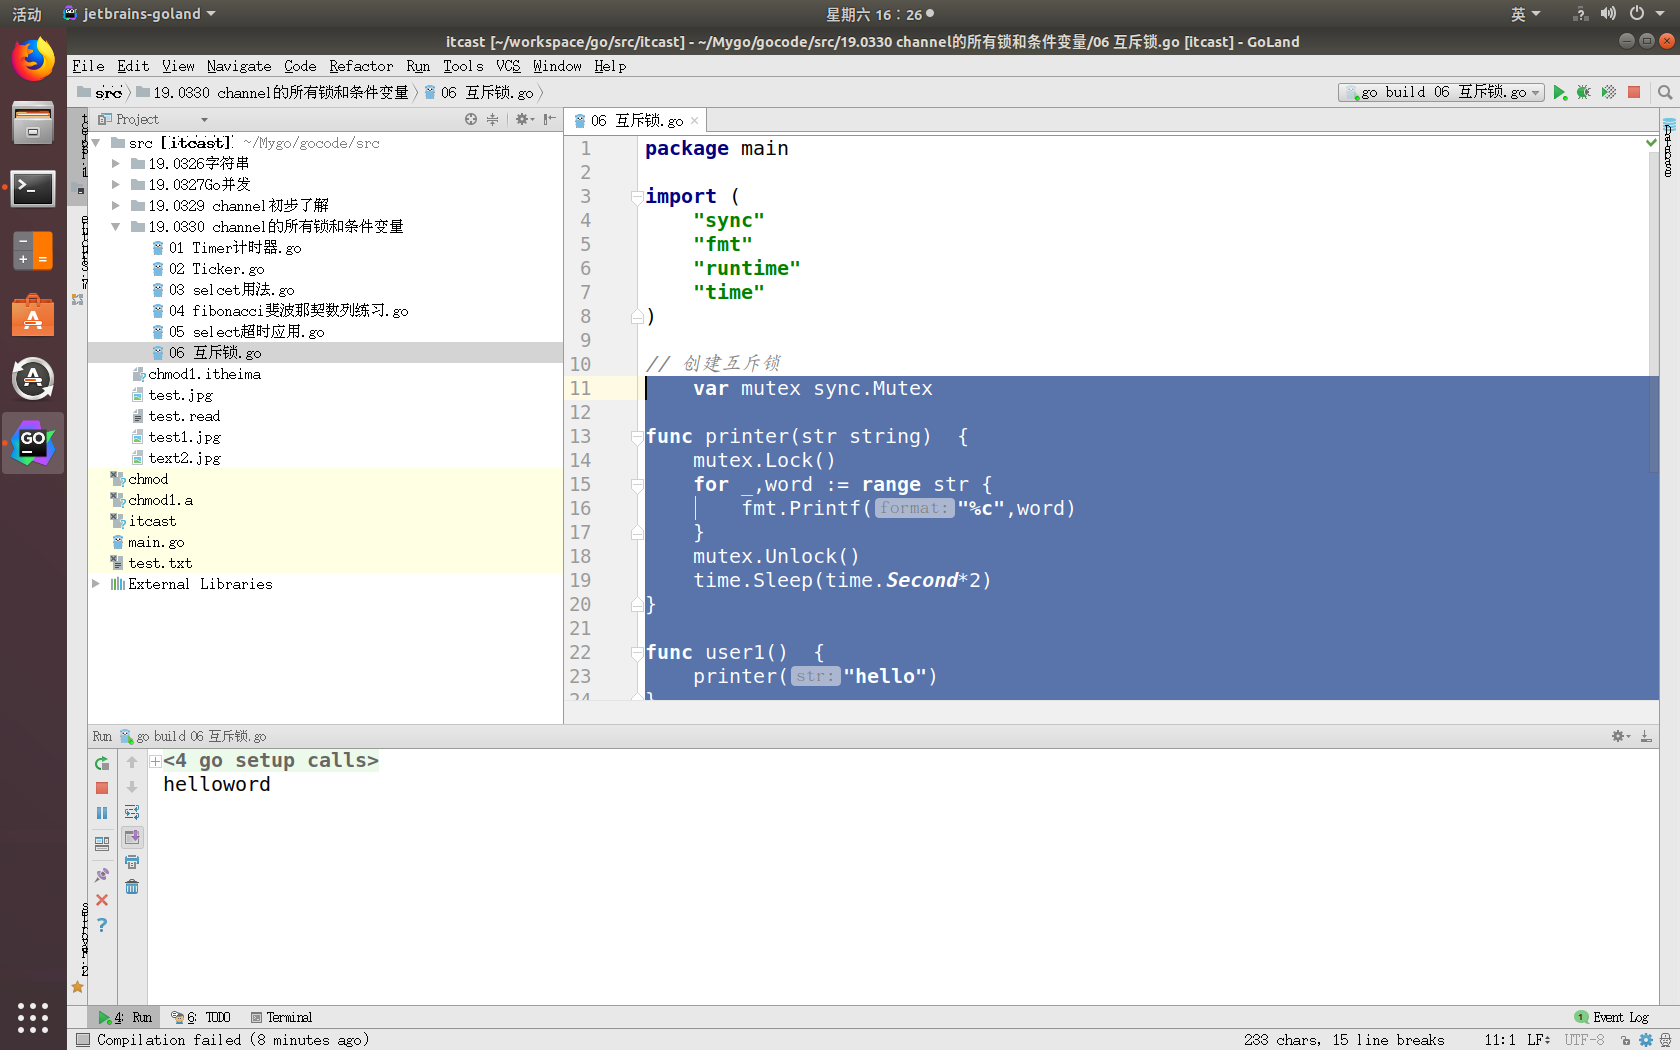 活动 jetbrains-goland 星期六 16：26 英
itcast [~/workspace/go/src/itcast] - ~/Mygo/gocode/src/19.0330 channel的所有锁和条件变量/06 互斥锁.go [itcast] - GoLand
File Edit View Navigate Code Refactor Run Tools VCS Window Help
src 19.0330 channel的所有锁和条件变量 06 互斥锁.go go build 06 互斥锁.go
Project
src [itcast] ~/Mygo/gocode/src
19.0326字符串
19.0327Go并发
19.0329 channel初步了解
19.0330 channel的所有锁和条件变量
01 Timer计时器.go
02 Ticker.go
03 selcet用法.go
04 fibonacci斐波那契数列练习.go
05 select超时应用.go
06 互斥锁.go
chmod1.itheima
test.jpg
test.read
test1.jpg
text2.jpg
chmod
chmod1.a
itcast
main.go
test.txt
External Libraries
06 互斥锁.go
1 package main
2
3 import (
4 "sync"
5 "fmt"
6 "runtime"
7 "time"
8 )
9
10 // 创建互斥锁
11 var mutex sync.Mutex
12
13 func printer(str string)  {
14 mutex.Lock()
15 for _,word := range str {
16 fmt.Printf(format: "%c",word)
17 }
18 mutex.Unlock()
19 time.Sleep(time.Second*2)
20 }
21
22 func user1()  {
23 printer(str: "hello")
24 }
Database
Run go build 06 互斥锁.go
<4 go setup calls>
helloword
4: Run 6: TODO Terminal Event Log
Compilation failed (8 minutes ago) 233 chars, 15 line breaks 11:1 LF UTF-8